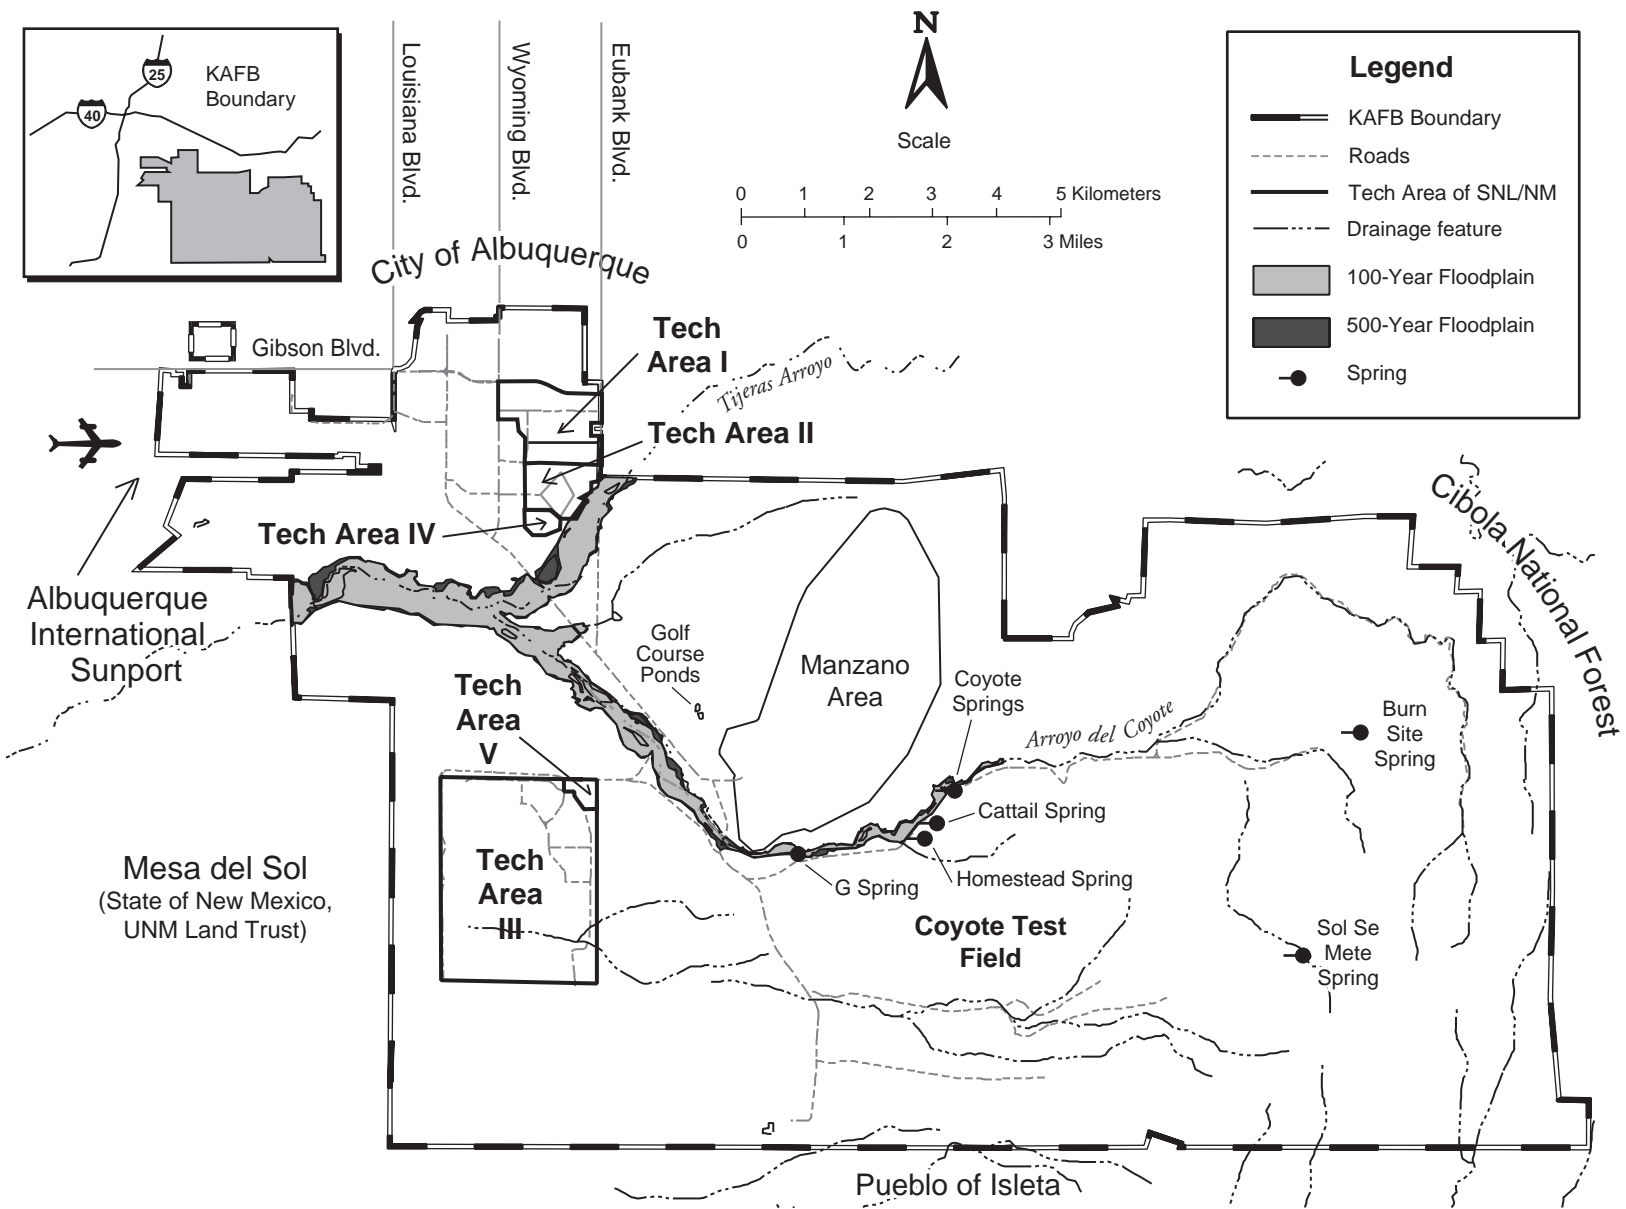 25
KAFB
Boundary
40
Louisiana Blvd.
Wyoming Blvd.
Eubank Blvd.
N
Scale
0 1 2 3 4 5 Kilometers
0 1 2 3 Miles
Legend
KAFB Boundary
Roads
Tech Area of SNL/NM
Drainage feature
100-Year Floodplain
500-Year Floodplain
Spring
City of Albuquerque
Gibson Blvd.
Tech
Area I
Tijeras Arroyo
Tech Area II
Tech Area IV
Albuquerque
International
Sunport
Cibola National Forest
Golf
Course
Ponds
Manzano
Area
Coyote
Springs
Arroyo del Coyote
Burn
Site
Spring
Tech
Area
V
Cattail Spring
Homestead Spring
G Spring
Tech
Area
III
Mesa del Sol
(State of New Mexico,
UNM Land Trust)
Coyote Test
Field
Sol Se
Mete
Spring
Pueblo of Isleta